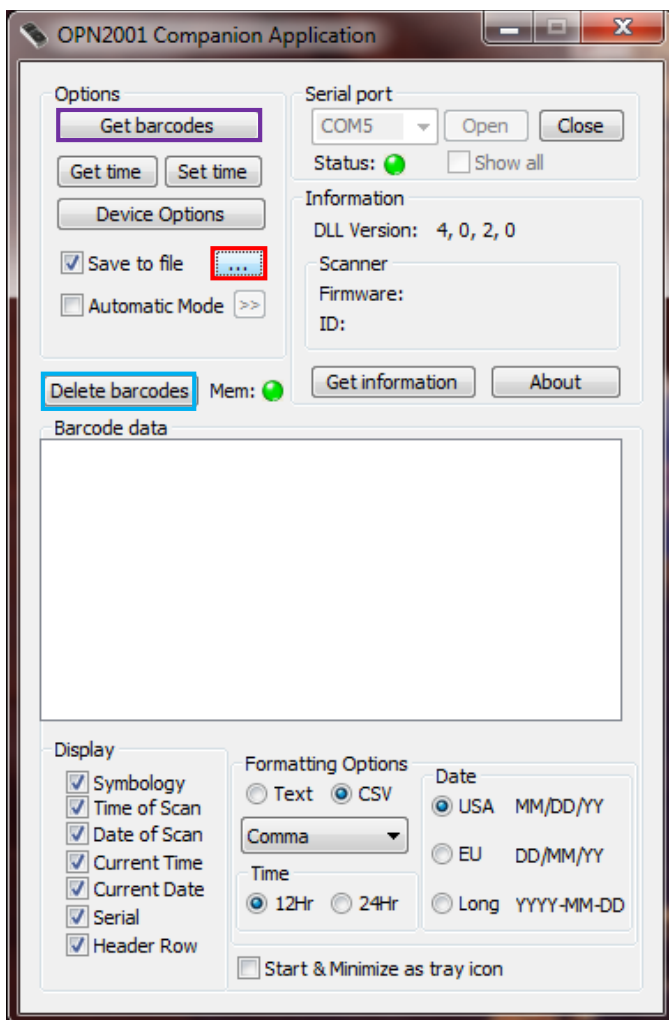 OPN2001 Companion Application
Options
Get barcodes
Get time Set time
Device Options
Save to file ...
Automatic Mode >>
Delete barcodes Mem:
Serial port
COM5 Open Close
Status: Show all
Information
DLL Version: 4, 0, 2, 0
Scanner
Firmware:
ID:
Get information About
Barcode data
Display
Symbology
Time of Scan
Date of Scan
Current Time
Current Date
Serial
Header Row
Formatting Options
Text CSV
Comma
Time
12Hr 24Hr
Date
USA MM/DD/YY
EU DD/MM/YY
Long YYYY-MM-DD
Start & Minimize as tray icon